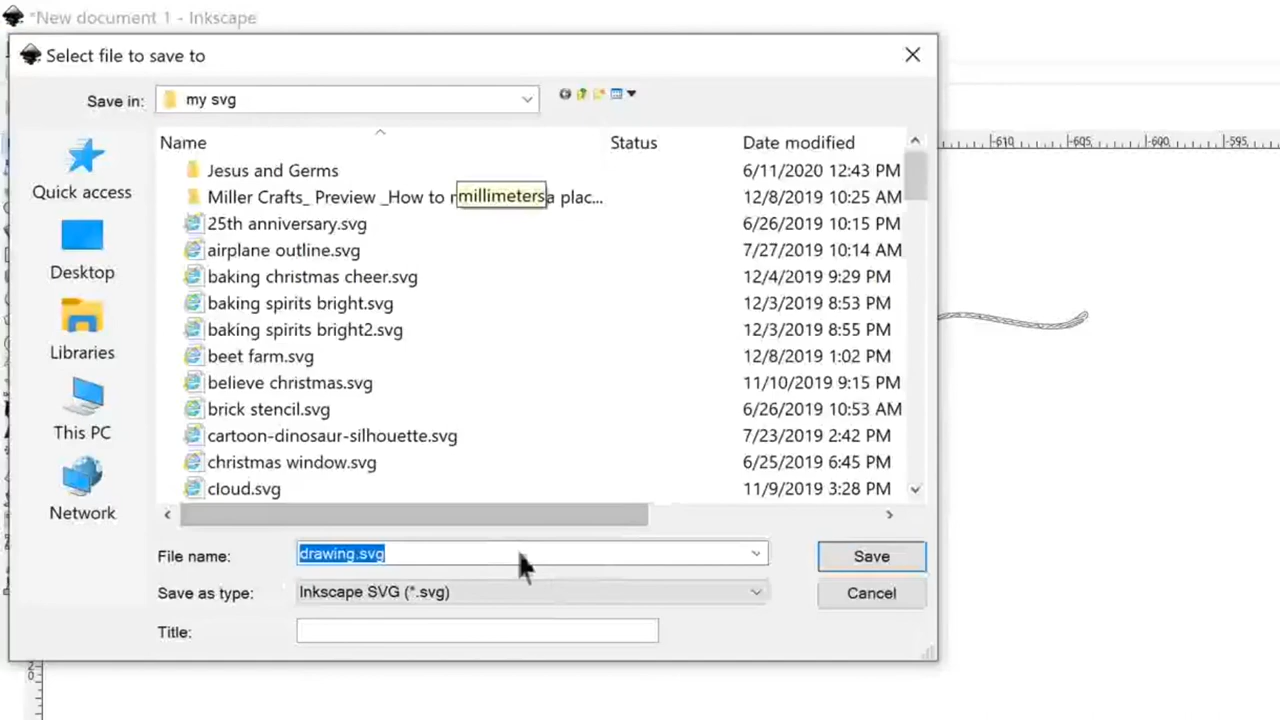 *New document 1 - Inkscape
Select file to save to
Save in: my svg
-610 -605 -600 -595
Name Status Date modified
Jesus and Germs 6/11/2020 12:43 PM
Miller Crafts_ Preview _How to millimeters a plac... 12/8/2019 10:25 AM
25th anniversary.svg 6/26/2019 10:15 PM
airplane outline.svg 7/27/2019 10:14 AM
baking christmas cheer.svg 12/4/2019 9:29 PM
baking spirits bright.svg 12/3/2019 8:53 PM
baking spirits bright2.svg 12/3/2019 8:55 PM
beet farm.svg 12/8/2019 1:02 PM
believe christmas.svg 11/10/2019 9:15 PM
brick stencil.svg 6/26/2019 10:53 AM
cartoon-dinosaur-silhouette.svg 7/23/2019 2:42 PM
christmas window.svg 6/25/2019 6:45 PM
cloud.svg 11/9/2019 3:28 PM
Quick access
Desktop
Libraries
This PC
Network
File name: drawing.svg Save
Save as type: Inkscape SVG (*.svg) Cancel
Title: